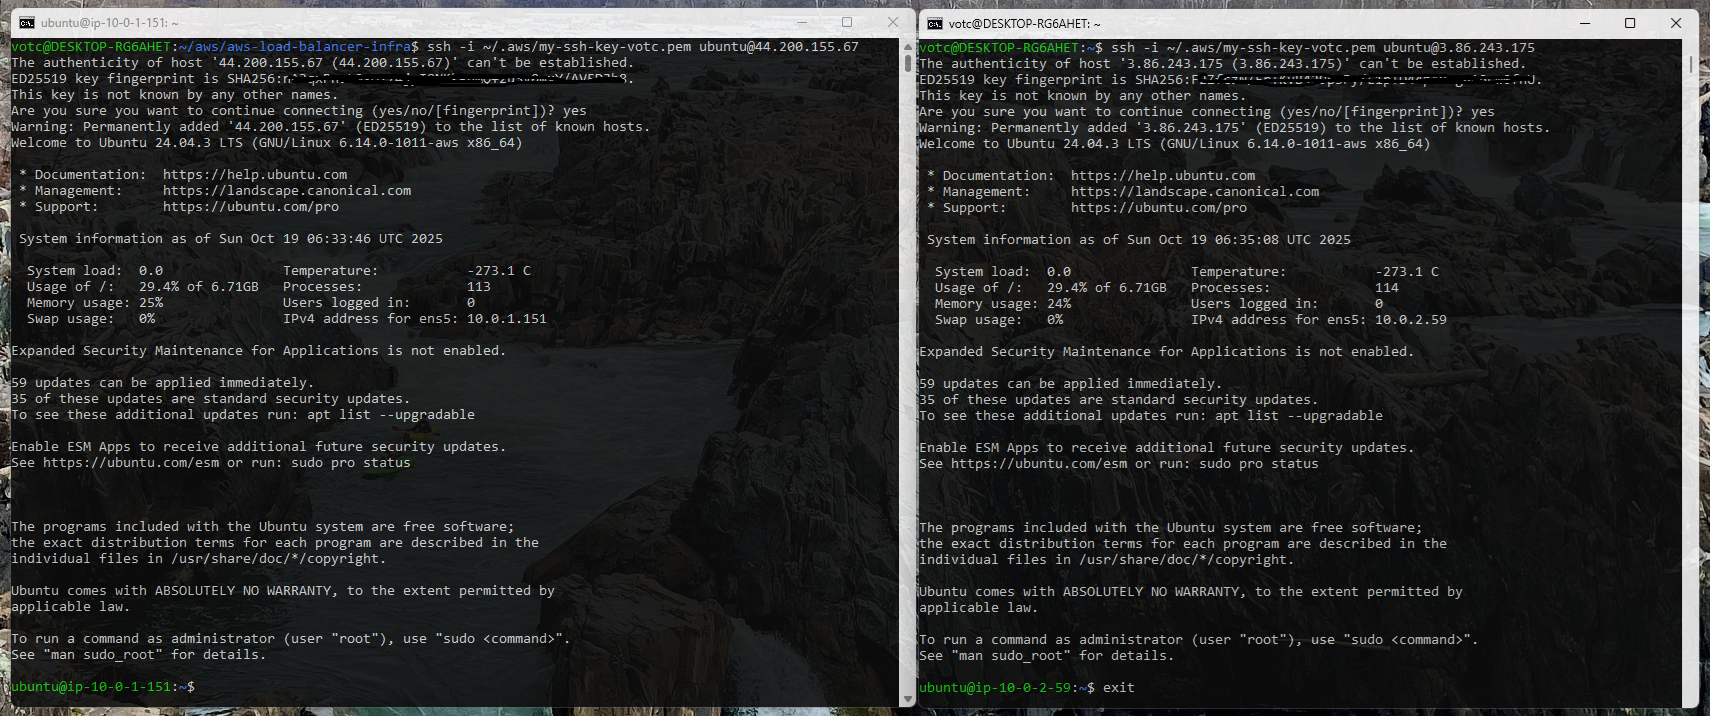 ubuntu@ip-10-0-1-151: ~
votc@DESKTOP-RG6AHET:~/aws/aws-load-balancer-infra$ ssh -i ~/.aws/my-ssh-key-votc.pem ubuntu@44.200.155.67
The authenticity of host '44.200.155.67 (44.200.155.67)' can't be established.
ED25519 key fingerprint is SHA256:
This key is not known by any other names.
Are you sure you want to continue connecting (yes/no/[fingerprint])? yes
Warning: Permanently added '44.200.155.67' (ED25519) to the list of known hosts.
Welcome to Ubuntu 24.04.3 LTS (GNU/Linux 6.14.0-1011-aws x86_64)
* Documentation: https://help.ubuntu.com
* Management: https://landscape.canonical.com
* Support: https://ubuntu.com/pro
System information as of Sun Oct 19 06:33:46 UTC 2025
System load: 0.0 Temperature: -273.1 C
Usage of /: 29.4% of 6.71GB Processes: 113
Memory usage: 25% Users logged in: 0
Swap usage: 0% IPv4 address for ens5: 10.0.1.151
Expanded Security Maintenance for Applications is not enabled.
59 updates can be applied immediately.
35 of these updates are standard security updates.
To see these additional updates run: apt list --upgradable
Enable ESM Apps to receive additional future security updates.
See https://ubuntu.com/esm or run: sudo pro status
The programs included with the Ubuntu system are free software;
the exact distribution terms for each program are described in the
individual files in /usr/share/doc/*/copyright.
Ubuntu comes with ABSOLUTELY NO WARRANTY, to the extent permitted by
applicable law.
To run a command as administrator (user "root"), use "sudo <command>".
See "man sudo_root" for details.
ubuntu@ip-10-0-1-151:~$
votc@DESKTOP-RG6AHET: ~
votc@DESKTOP-RG6AHET:~$ ssh -i ~/.aws/my-ssh-key-votc.pem ubuntu@3.86.243.175
The authenticity of host '3.86.243.175 (3.86.243.175)' can't be established.
ED25519 key fingerprint is SHA256:
This key is not known by any other names.
Are you sure you want to continue connecting (yes/no/[fingerprint])? yes
Warning: Permanently added '3.86.243.175' (ED25519) to the list of known hosts.
Welcome to Ubuntu 24.04.3 LTS (GNU/Linux 6.14.0-1011-aws x86_64)
* Documentation: https://help.ubuntu.com
* Management: https://landscape.canonical.com
* Support: https://ubuntu.com/pro
System information as of Sun Oct 19 06:35:08 UTC 2025
System load: 0.0 Temperature: -273.1 C
Usage of /: 29.4% of 6.71GB Processes: 114
Memory usage: 24% Users logged in: 0
Swap usage: 0% IPv4 address for ens5: 10.0.2.59
Expanded Security Maintenance for Applications is not enabled.
59 updates can be applied immediately.
35 of these updates are standard security updates.
To see these additional updates run: apt list --upgradable
Enable ESM Apps to receive additional future security updates.
See https://ubuntu.com/esm or run: sudo pro status
The programs included with the Ubuntu system are free software;
the exact distribution terms for each program are described in the
individual files in /usr/share/doc/*/copyright.
Ubuntu comes with ABSOLUTELY NO WARRANTY, to the extent permitted by
applicable law.
To run a command as administrator (user "root"), use "sudo <command>".
See "man sudo_root" for details.
ubuntu@ip-10-0-2-59:~$ exit